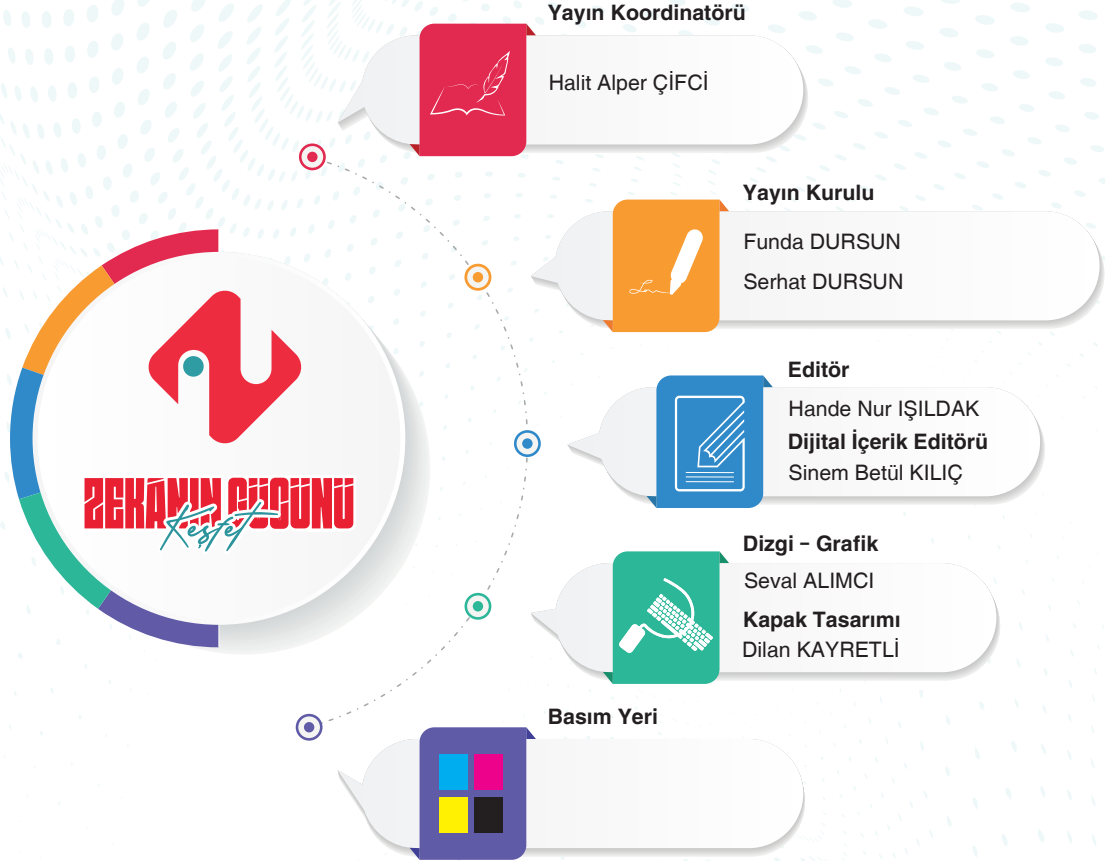 Yayın Koordinatörü
Halit Alper ÇİFCİ
Yayın Kurulu
Funda DURSUN
Serhat DURSUN
Editör
Hande Nur IŞILDAK
Dijital İçerik Editörü
Sinem Betül KILIÇ
ZEKÂNIN GÜCÜNÜ
Keşfet
Dizgi – Grafik
Seval ALIMCI
Kapak Tasarımı
Dilan KAYRETLİ
Basım Yeri